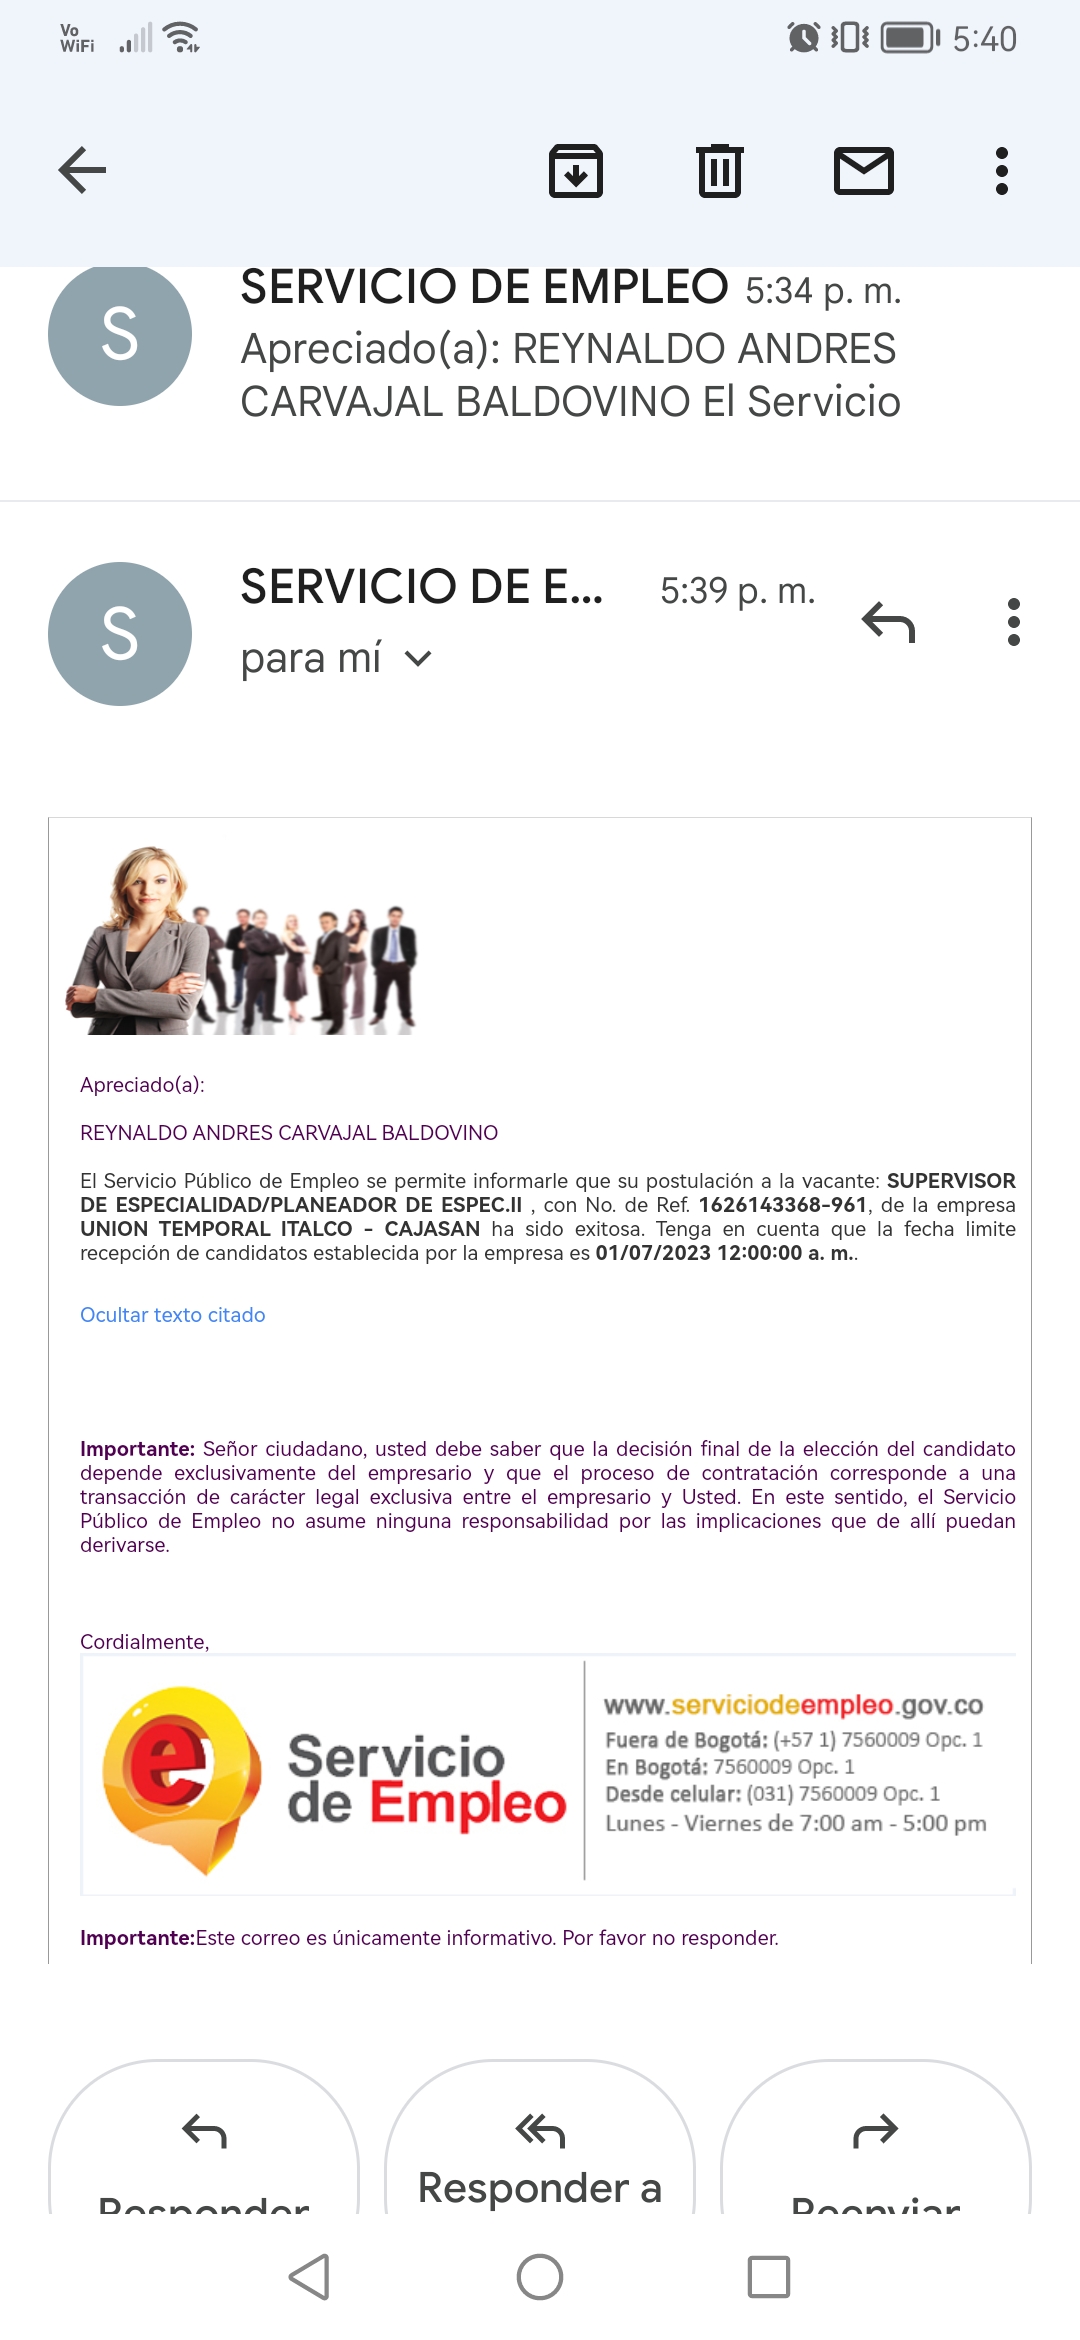 Vo
WiFi
5:40
SERVICIO DE EMPLEO 5:34 p. m.
Apreciado(a): REYNALDO ANDRES
CARVAJAL BALDOVINO El Servicio
S
SERVICIO DE E... 5:39 p. m.
S
para mí
Apreciado(a):
REYNALDO ANDRES CARVAJAL BALDOVINO
El Servicio Público de Empleo se permite informarle que su postulación a la vacante: SUPERVISOR
DE ESPECIALIDAD/PLANEADOR DE ESPEC.II , con No. de Ref. 1626143368-961, de la empresa
UNION TEMPORAL ITALCO - CAJASAN ha sido exitosa. Tenga en cuenta que la fecha limite
recepción de candidatos establecida por la empresa es 01/07/2023 12:00:00 a. m..
Ocultar texto citado
Importante: Señor ciudadano, usted debe saber que la decisión final de la elección del candidato
depende exclusivamente del empresario y que el proceso de contratación corresponde a una
transacción de carácter legal exclusiva entre el empresario y Usted. En este sentido, el Servicio
Público de Empleo no asume ninguna responsabilidad por las implicaciones que de allí puedan
derivarse.
Cordialmente,
e
Servicio
de Empleo
www.serviciodeempleo.gov.co
Fuera de Bogotá: (+57 1) 7560009 Opc. 1
En Bogotá: 7560009 Opc. 1
Desde celular: (031) 7560009 Opc. 1
Lunes - Viernes de 7:00 am - 5:00 pm
Importante:Este correo es únicamente informativo. Por favor no responder.
Responder
Responder a
Reenviar